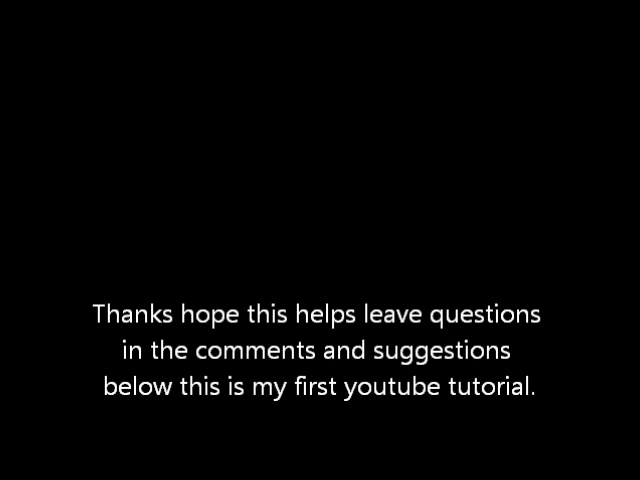 Thanks hope this helps leave questions
in the comments and suggestions
below this is my first youtube tutorial.